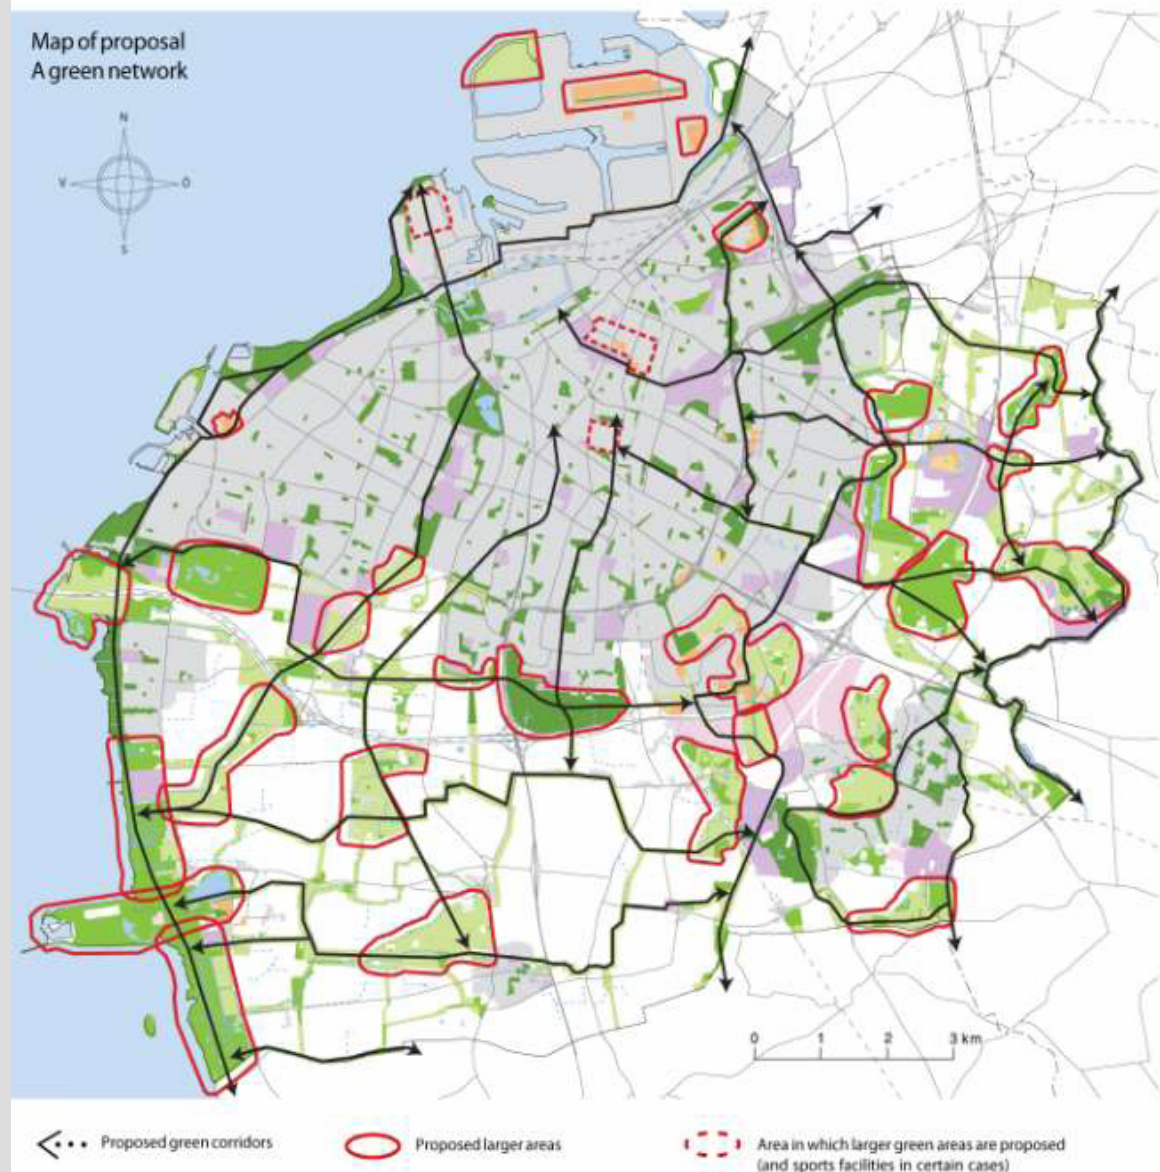 Map of proposal
A green network
N
V
O
S
0 1 2 3 km
Proposed green corridors
Proposed larger areas
Area in which larger green areas are proposed
(and sports facilities in certain cases)